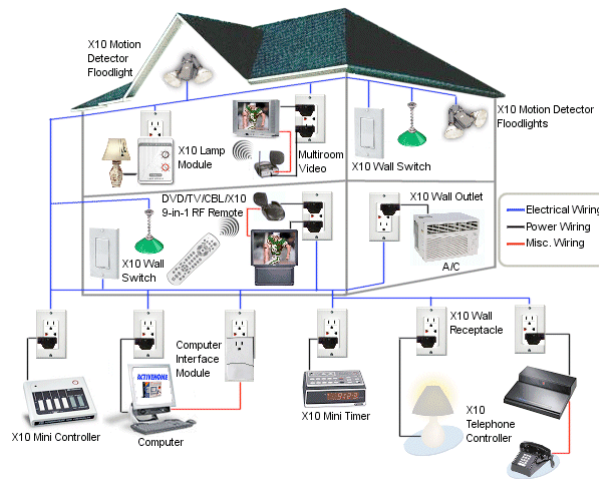 X10 Motion
Detector
Floodlight
X10 Motion Detector
Floodlights
X10 Lamp
Module
Multiroom
Video
X10 Wall Switch
DVD/TV/CBL/X10
9-in-1 RF Remote
X10 Wall Outlet
X10 Wall
Switch
A/C
Electrical Wiring
Power Wiring
Misc. Wiring
Computer
Interface
Module
X10 Wall
Receptacle
X10 Mini Controller
Computer
X10 Mini Timer
X10
Telephone
Controller